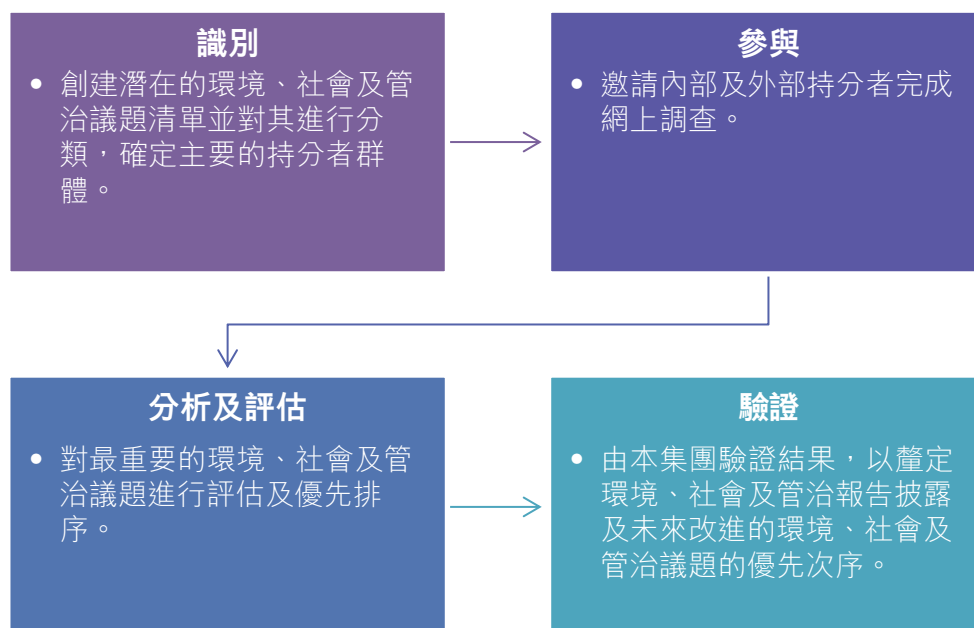 識別
• 創建潛在的環境、社會及管
治議題清單並對其進行分
類，確定主要的持分者群
體。
參與
• 邀請內部及外部持分者完成
網上調查。
分析及評估
• 對最重要的環境、社會及管
治議題進行評估及優先排
序。
驗證
• 由本集團驗證結果，以釐定
環境、社會及管治報告披露
及未來改進的環境、社會及
管治議題的優先次序。